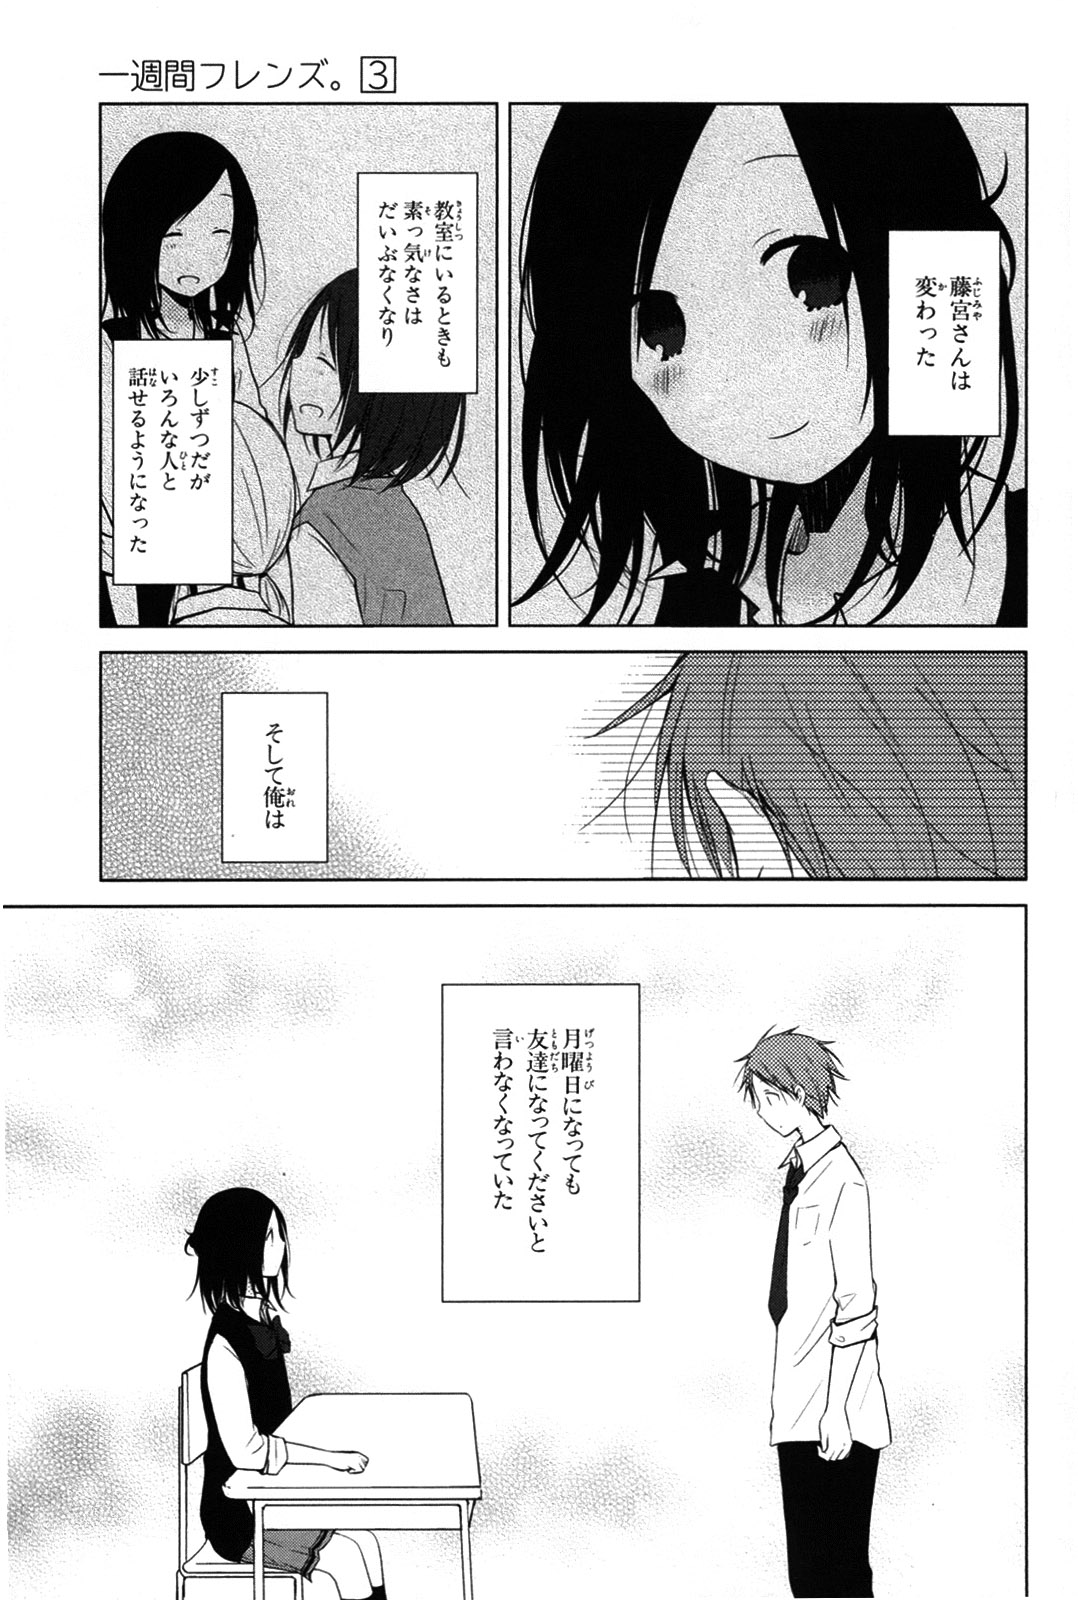 一週間フレンズ。3
藤宮さんは
変わった
教室にいるときも
素っ気なさは
だいぶなくなり
少しずつだが
いろんな人と
話せるようになった
そして俺は
月曜日になっても
友達になってくださいと
言わなくなっていた